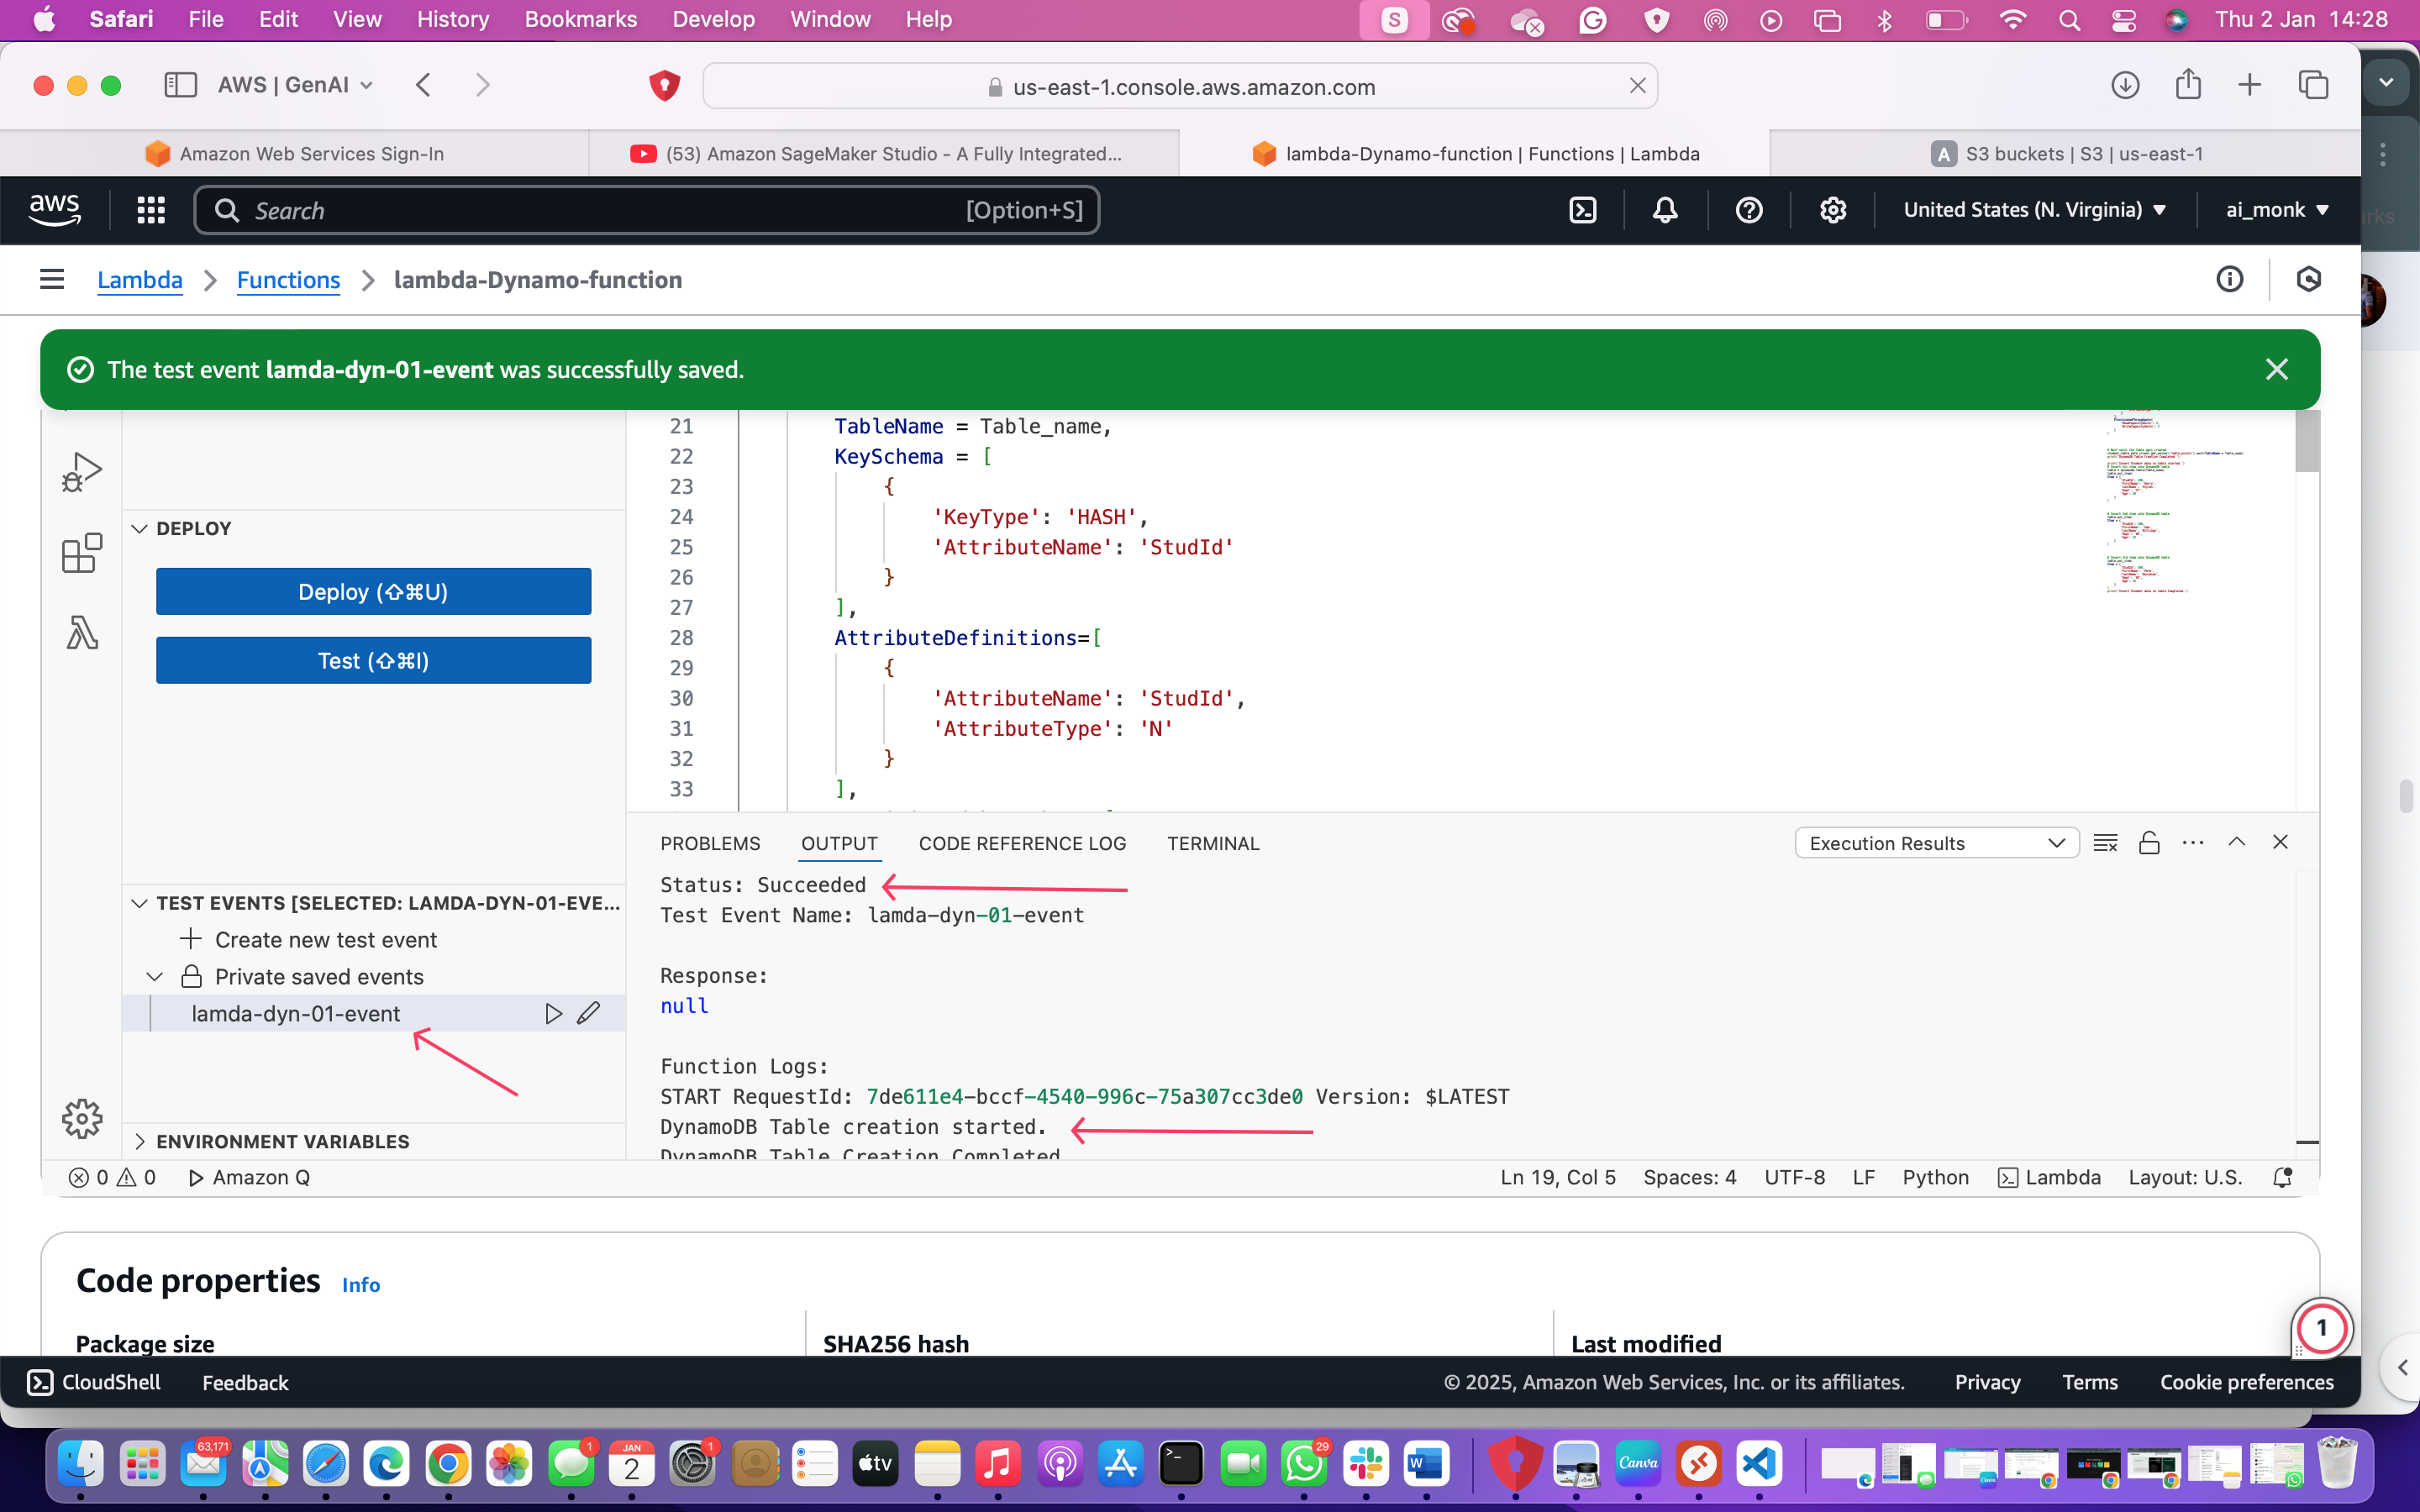 Safari File Edit View History Bookmarks Develop Window Help
S
Thu 2 Jan 14:28
AWS | GenAI
us-east-1.console.aws.amazon.com
Amazon Web Services Sign-In
(53) Amazon SageMaker Studio - A Fully Integrated...
lambda-Dynamo-function | Functions | Lambda
A S3 buckets | S3 | us-east-1
aws
Search [Option+S]
United States (N. Virginia)
ai_monk
Lambda > Functions > lambda-Dynamo-function
The test event lamda-dyn-01-event was successfully saved.
DEPLOY
Deploy (⇧⌘U)
Test (⇧⌘I)
21 TableName = Table_name,
22 KeySchema = [
23 {
24 'KeyType': 'HASH',
25 'AttributeName': 'StudId'
26 }
27 ],
28 AttributeDefinitions=[
29 {
30 'AttributeName': 'StudId',
31 'AttributeType': 'N'
32 }
33 ],
TEST EVENTS [SELECTED: LAMDA-DYN-01-EVE...
Create new test event
Private saved events
lamda-dyn-01-event
ENVIRONMENT VARIABLES
PROBLEMS OUTPUT CODE REFERENCE LOG TERMINAL
Execution Results
Status: Succeeded
Test Event Name: lamda-dyn-01-event
Response:
null
Function Logs:
START RequestId: 7de611e4-bccf-4540-996c-75a307cc3de0 Version: $LATEST
DynamoDB Table creation started.
DynamoDB Table Creation Completed
0 0 Amazon Q
Ln 19, Col 5 Spaces: 4 UTF-8 LF Python Lambda Layout: U.S.
Code properties Info
Package size
SHA256 hash
Last modified
1
CloudShell Feedback
© 2025, Amazon Web Services, Inc. or its affiliates. Privacy Terms Cookie preferences
63,171
1
JAN
2
1
tv
29
W
Canva